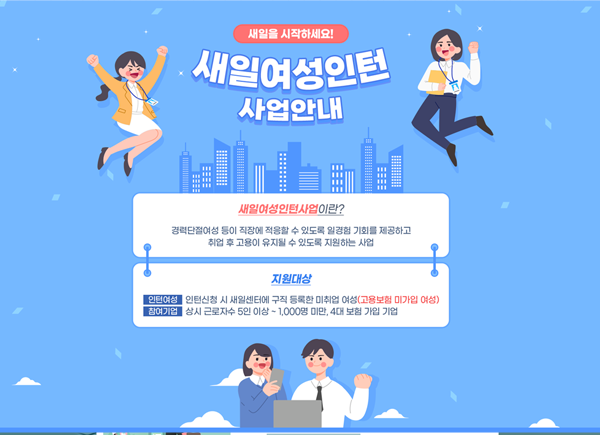 새일을 시작하세요!
새일여성인턴
사업안내
새일여성인턴사업이란?
경력단절여성 등이 직장에 적응할 수 있도록 일경험 기회를 제공하고
취업 후 고용이 유지될 수 있도록 지원하는 사업
지원대상
인턴여성 인턴신청 시 새일센터에 구직 등록한 미취업 여성(고용보험 미가입 여성)
참여기업 상시 근로자수 5인 이상 ~ 1,000명 미만, 4대 보험 가입 기업